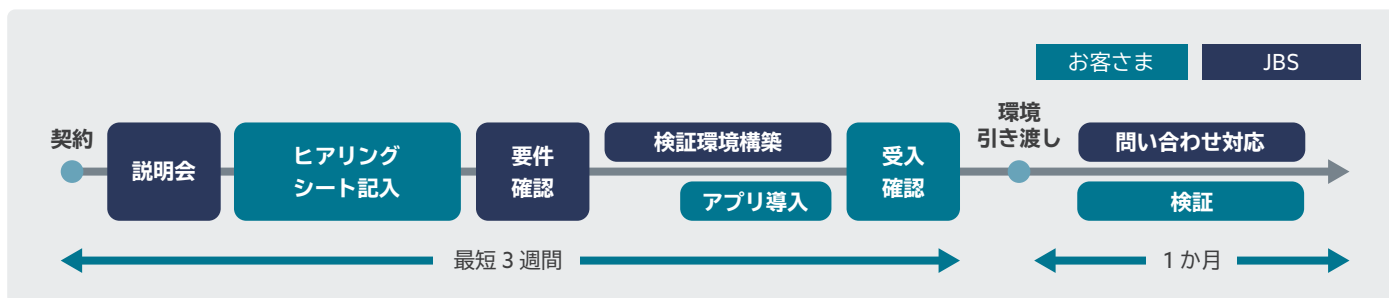 お客さま
JBS
契約
説明会
ヒアリング
シート記入
要件
確認
検証環境構築
アプリ導入
受入
確認
環境
引き渡し
問い合わせ対応
検証
最短 3 週間
1 か月